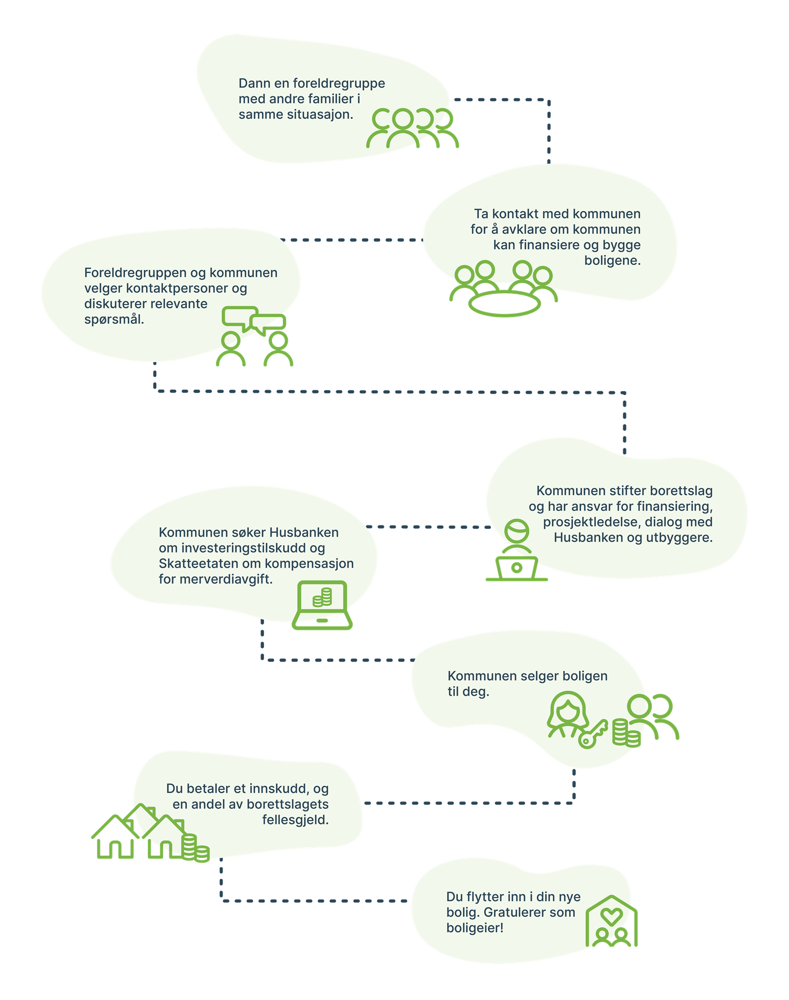 Dann en foreldregruppe
med andre familier i
samme situasajon.
Ta kontakt med kommunen
for å avklare om kommunen
kan finansiere og bygge
boligene.
Foreldregruppen og kommunen
velger kontaktpersoner og
diskuterer relevante
spørsmål.
Kommunen stifter borettslag
og har ansvar for finansiering,
prosjektledelse, dialog med
Husbanken og utbyggere.
Kommunen søker Husbanken
om investeringstilskudd og
Skatteetaten om kompensasjon
for merverdiavgift.
Kommunen selger boligen
til deg.
Du betaler et innskudd, og
en andel av borettslagets
fellesgjeld.
Du flytter inn i din nye
bolig. Gratulerer som
boligeier!